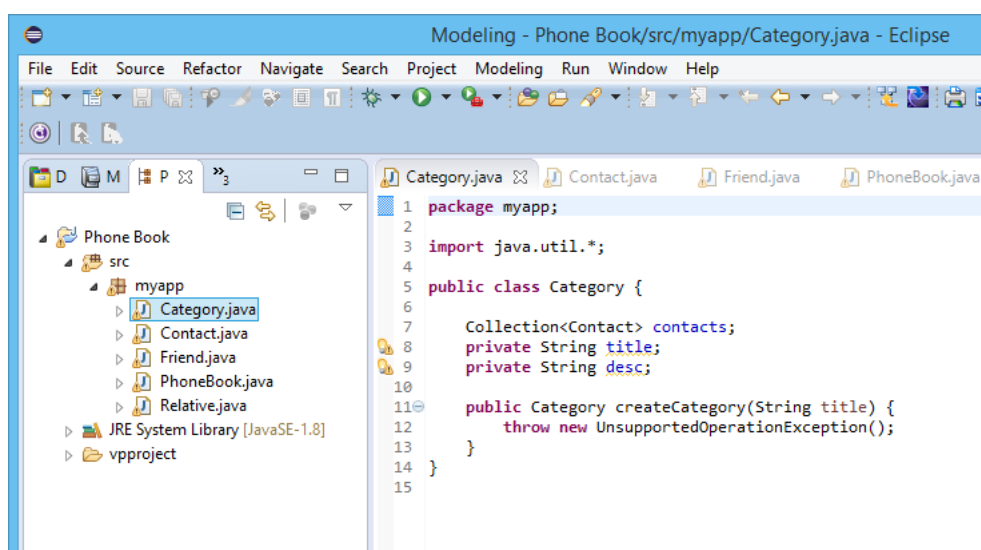 Modeling - Phone Book/src/myapp/Category.java - Eclipse
File Edit Source Refactor Navigate Search Project Modeling Run Window Help
D M P »3
Category.java Contact.java Friend.java PhoneBook.java
Phone Book
src
myapp
Category.java
Contact.java
Friend.java
PhoneBook.java
Relative.java
JRE System Library [JavaSE-1.8]
vpproject
1 package myapp;
2
3 import java.util.*;
4
5 public class Category {
6
7 Collection<Contact> contacts;
8 private String title;
9 private String desc;
10
11 public Category createCategory(String title) {
12 throw new UnsupportedOperationException();
13 }
14 }
15